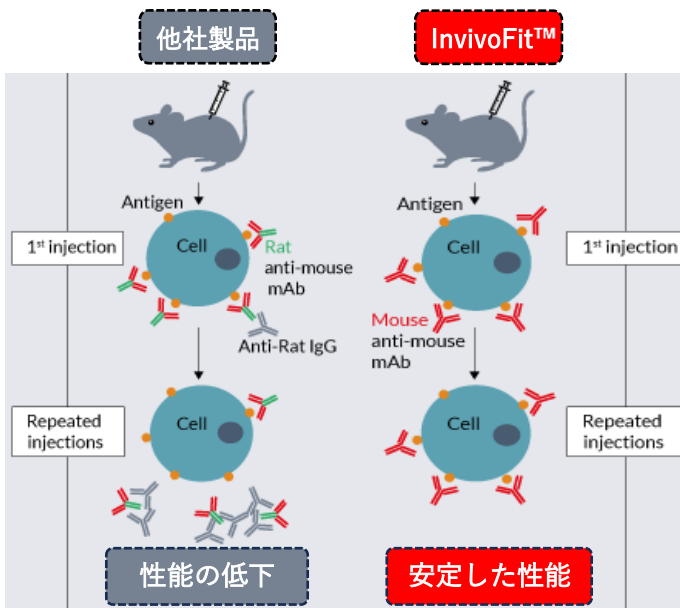 他社製品
InvivoFit™
Antigen
Cell
1st injection
Rat
anti-mouse
mAb
Anti-Rat IgG
Antigen
Cell
1st injection
Mouse
anti-mouse
mAb
Repeated
injections
Cell
Cell
Repeated
injections
性能の低下
安定した性能